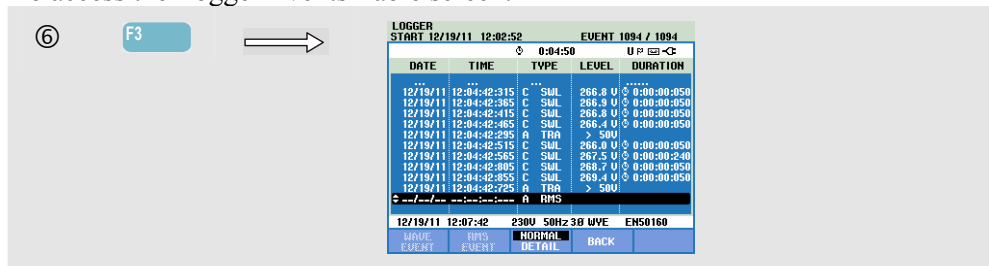 ⑥ F3
LOGGER
START 12/19/11 12:02:52 EVENT 1094 / 1094
0:04:50 U
DATE TIME TYPE LEVEL DURATION
... ... ... ......
12/19/11 12:04:42:315 C SWL 266.8 V 0:00:00:050
12/19/11 12:04:42:365 C SWL 266.9 V 0:00:00:050
12/19/11 12:04:42:415 C SWL 266.8 V 0:00:00:050
12/19/11 12:04:42:465 C SWL 266.4 V 0:00:00:050
12/19/11 12:04:42:295 A TRA > 50V
12/19/11 12:04:42:515 C SWL 266.0 V 0:00:00:050
12/19/11 12:04:42:565 C SWL 267.5 V 0:00:00:240
12/19/11 12:04:42:805 C SWL 268.7 V 0:00:00:050
12/19/11 12:04:42:855 C SWL 269.4 V 0:00:00:050
12/19/11 12:04:42:725 A TRA > 50V
--/--/-- --:--:--:--- A RMS
12/19/11 12:07:42 230V 50Hz 3Ø WYE EN50160
WAVE EVENT RMS EVENT NORMAL DETAIL BACK